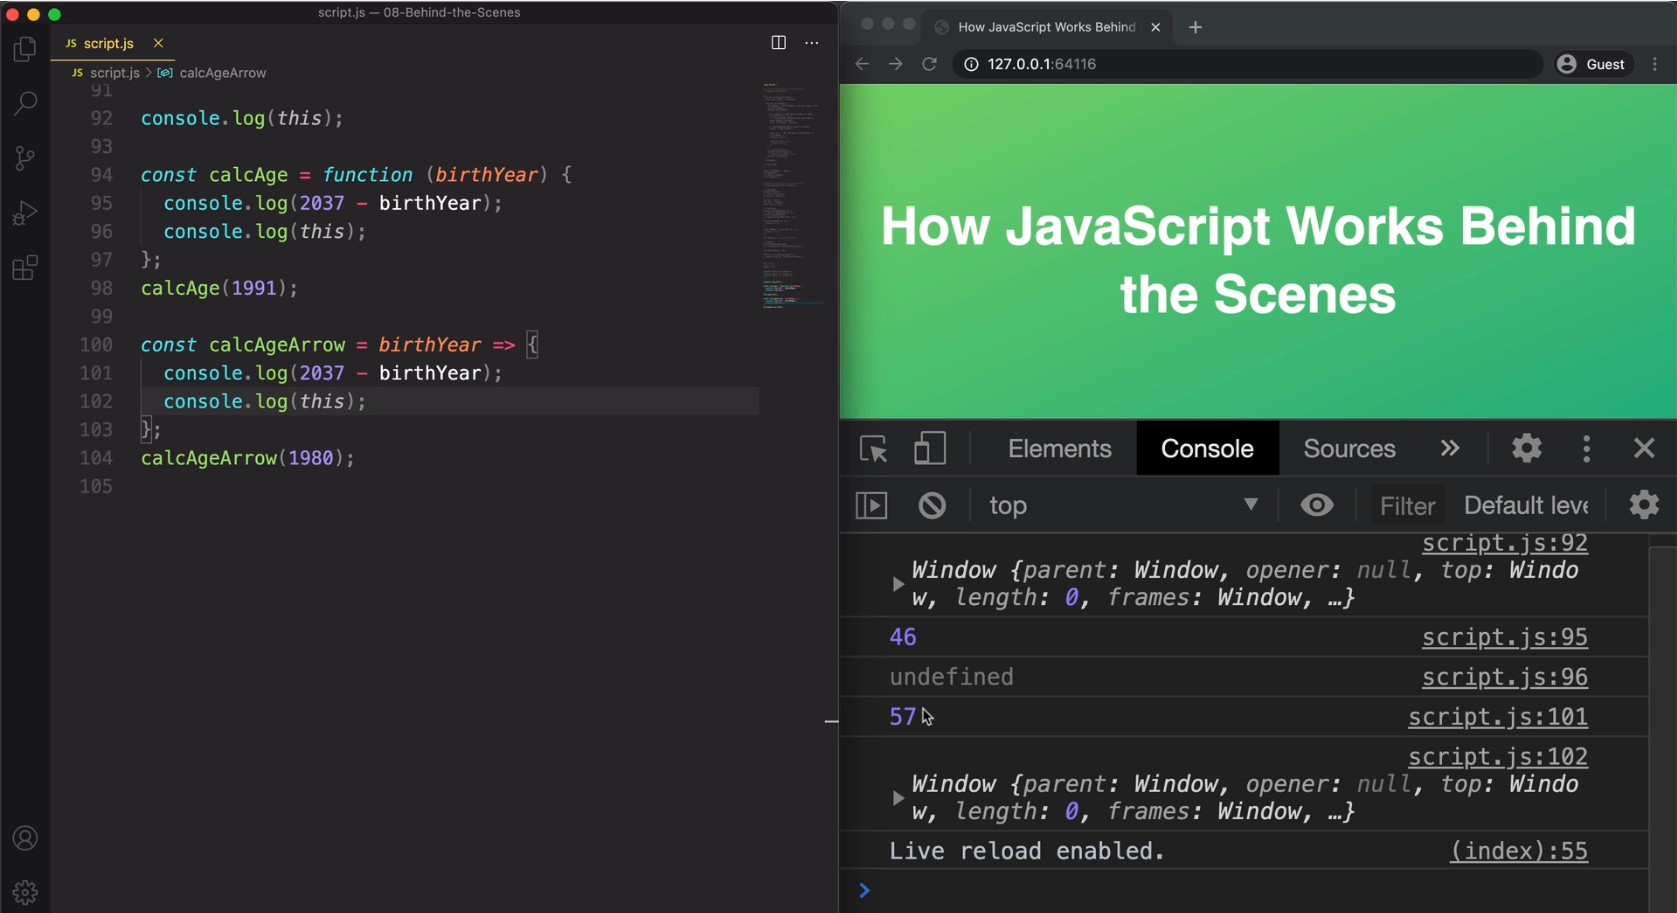 script.js — 08-Behind-the-Scenes
JS script.js
JS script.js > calcAgeArrow
91
92 console.log(this);
93
94 const calcAge = function (birthYear) {
95 console.log(2037 - birthYear);
96 console.log(this);
97 };
98 calcAge(1991);
99
100 const calcAgeArrow = birthYear => {
101 console.log(2037 - birthYear);
102 console.log(this);
103 };
104 calcAgeArrow(1980);
105
How JavaScript Works Behind
127.0.0.1:64116
Guest
How JavaScript Works Behind
the Scenes
Elements Console Sources
top Filter Default leve
script.js:92
Window {parent: Window, opener: null, top: Windo
w, length: 0, frames: Window, …}
46 script.js:95
undefined script.js:96
57 script.js:101
script.js:102
Window {parent: Window, opener: null, top: Windo
w, length: 0, frames: Window, …}
Live reload enabled. (index):55